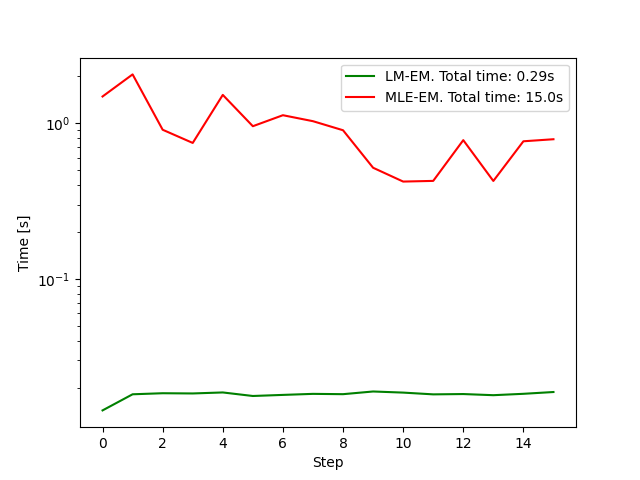 LM-EM. Total time: 0.29s
MLE-EM. Total time: 15.0s
10⁰
10⁻¹
Time [s]
0 2 4 6 8 10 12 14
Step